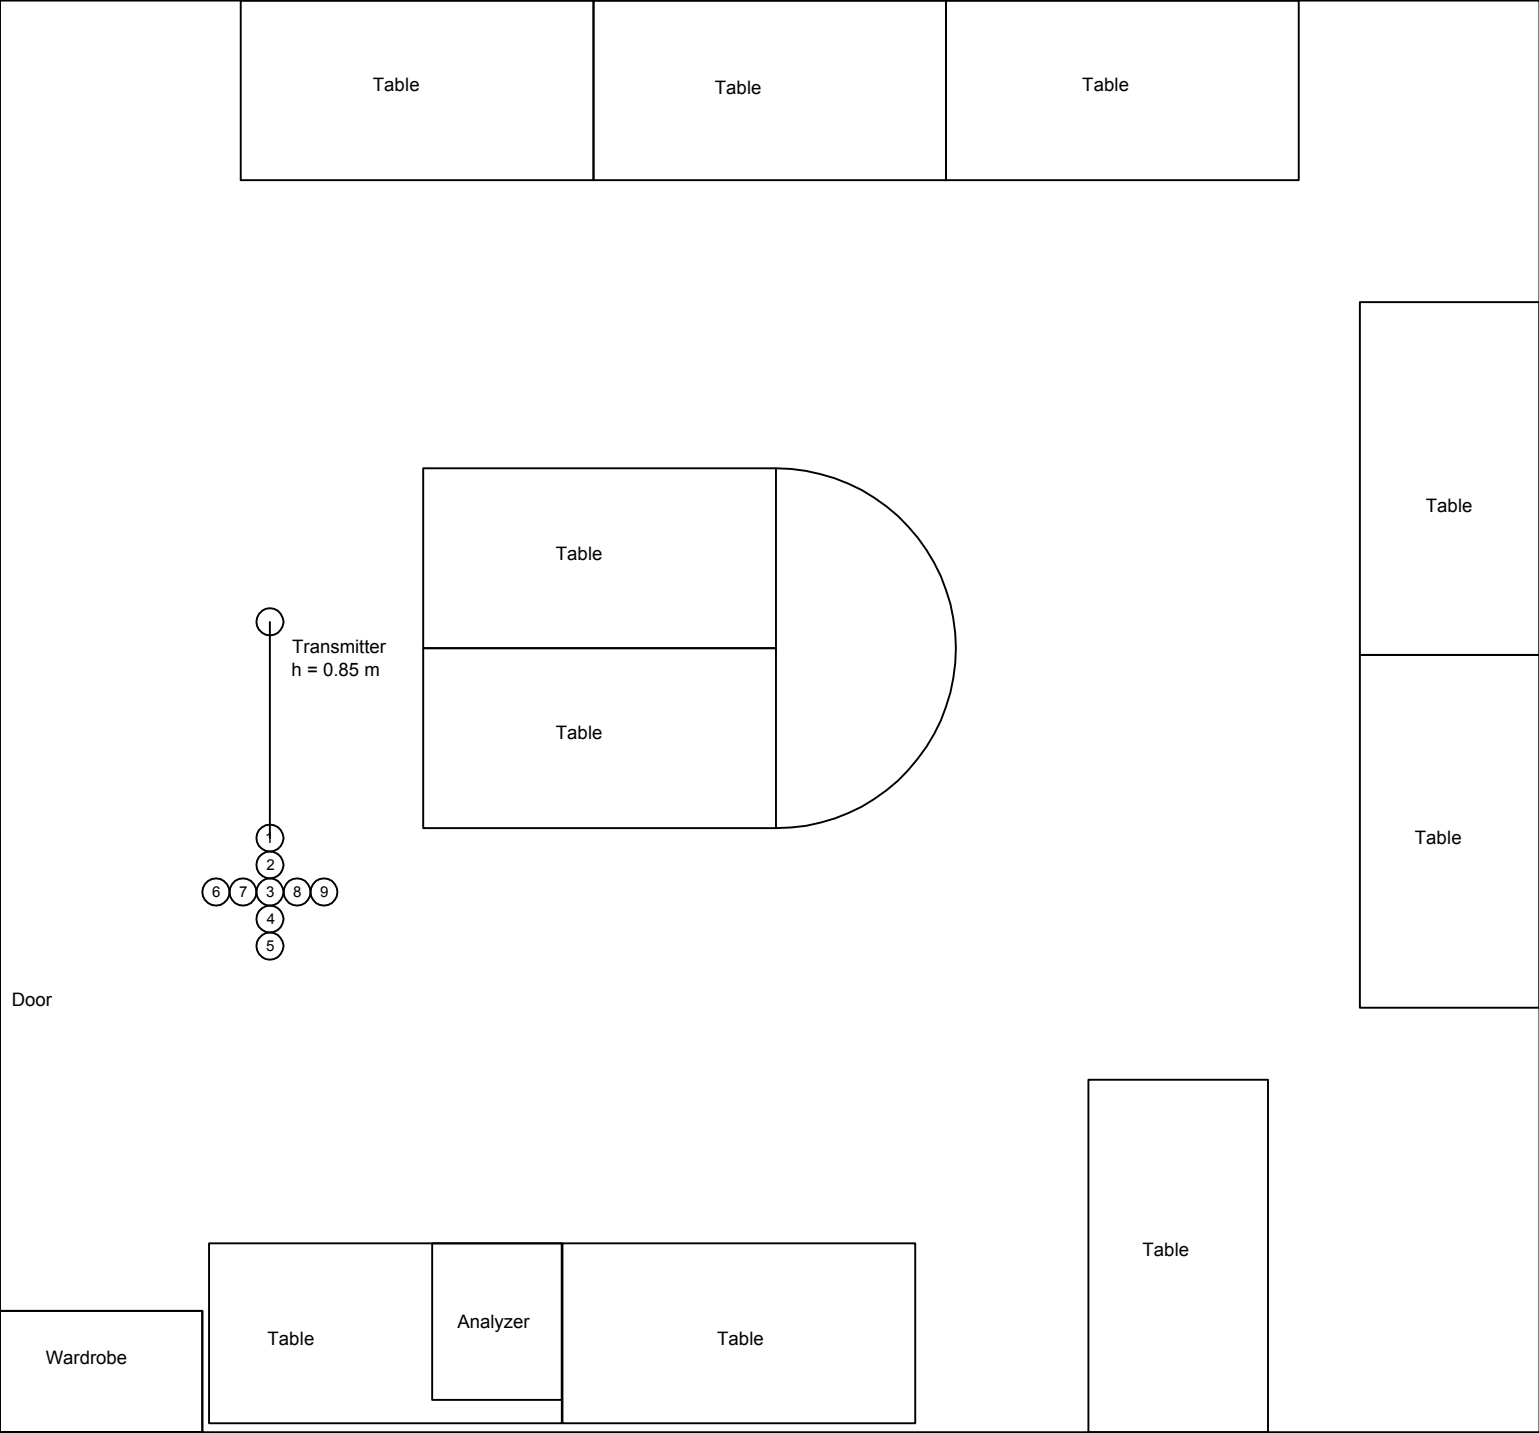 Table
Table
Table
Table
Table
Transmitter
h = 0.85 m
Table
1
2
6 7 3 8 9
4
5
Table
Door
Table
Analyzer
Table
Table
Wardrobe